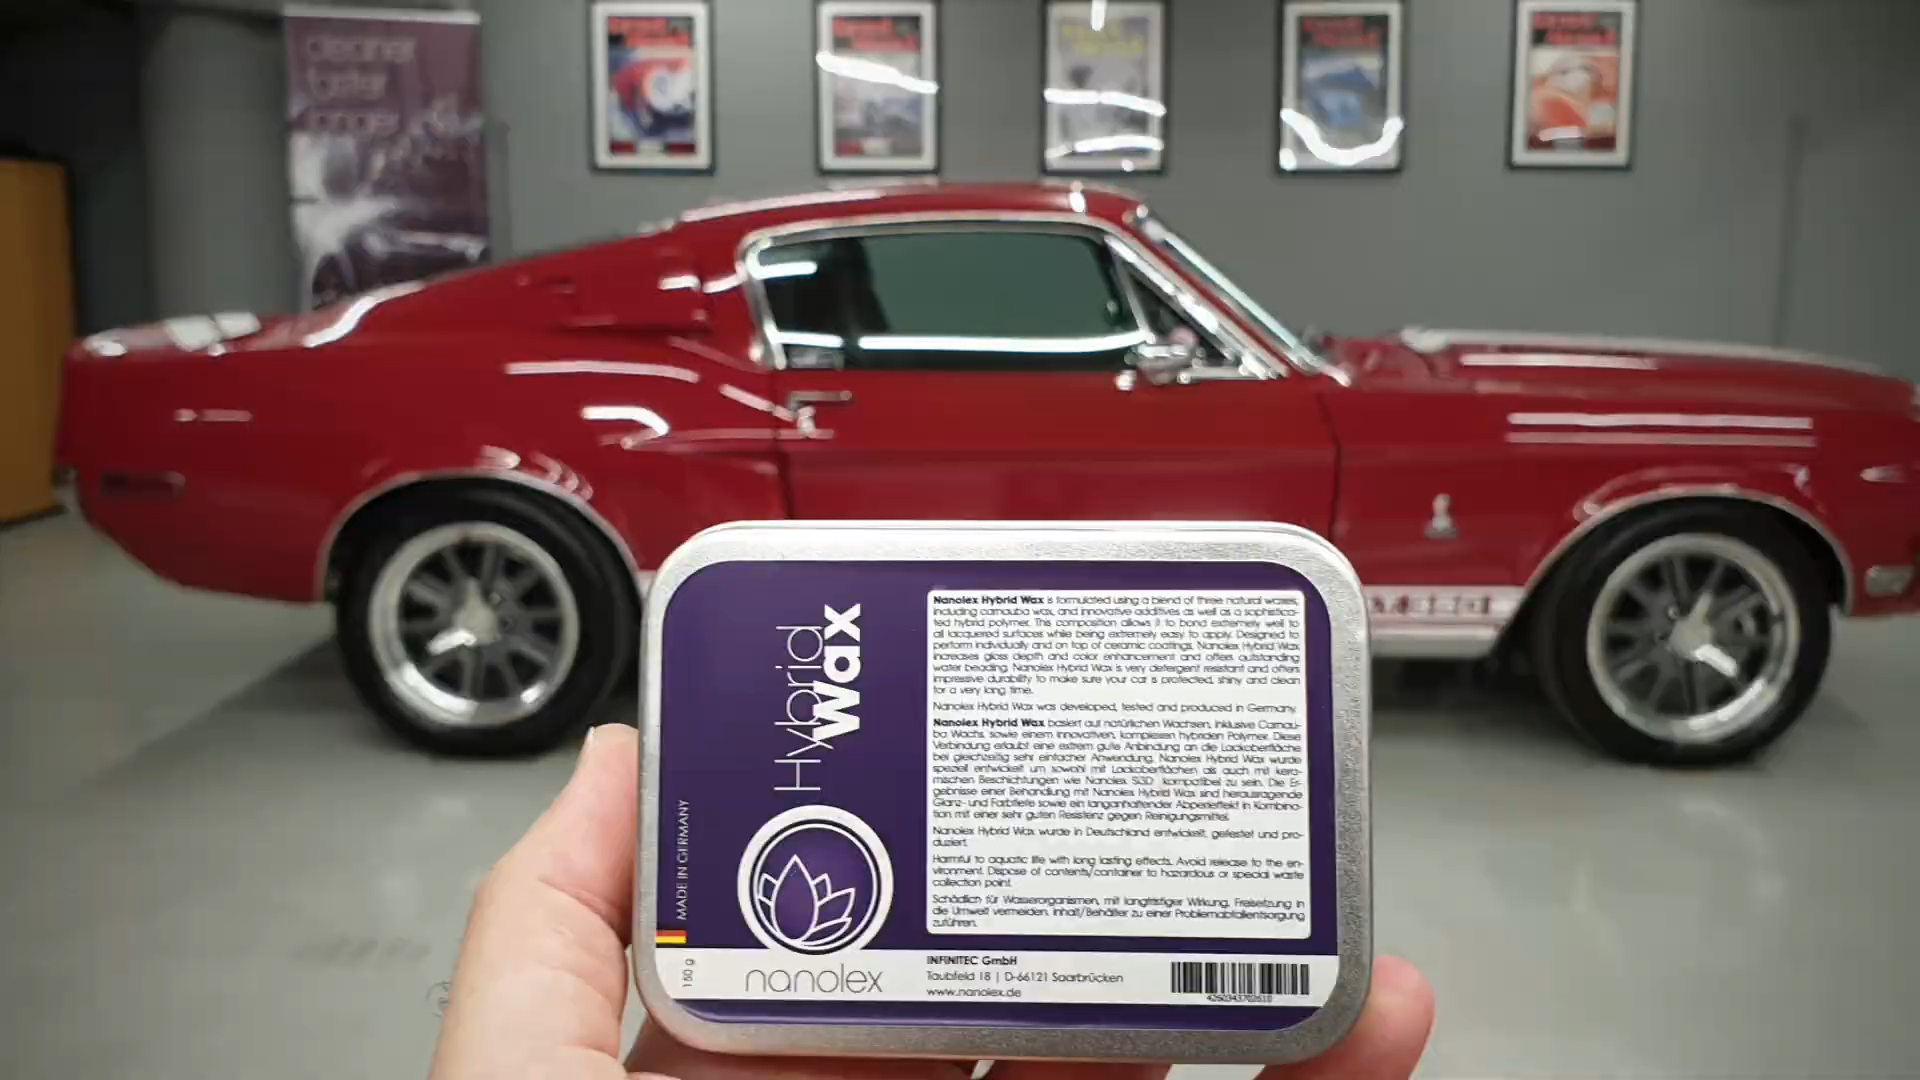 cleaner
faster
longer
Hybrid
Wax
MADE IN GERMANY
150 g
nanolex
Nanolex Hybrid Wax is formulated using a blend of three natural waxes,
including carnauba wax, and innovative additives as well as a sophistica-
ted hybrid polymer. This composition allows it to bond extremely well to
all lacquered surfaces while being extremely easy to apply. Designed to
perform individually and on top of ceramic coatings, Nanolex Hybrid Wax
increases gloss depth and color enhancement and offers outstanding
water beading. Nanolex Hybrid Wax is very detergent resistant and offers
impressive durability to make sure your car is protected, shiny and clean
for a very long time.
Nanolex Hybrid Wax was developed, tested and produced in Germany.
Nanolex Hybrid Wax basiert auf natürlichen Wachsen, inklusive Carnau-
ba Wachs, sowie einem innovativen, komplexen hybriden Polymer. Diese
Verbindung erlaubt eine extrem gute Anbindung an die Lackoberfläche
bei gleichzeitig sehr einfacher Anwendung. Nanolex Hybrid Wax wurde
speziell entwickelt um sowohl mit Lackoberflächen als auch mit kera-
mischen Beschichtungen wie Nanolex Si3D kompatibel zu sein. Die Er-
gebnisse einer Behandlung mit Nanolex Hybrid Wax sind herausragende
Glanz- und Farbtiefe sowie ein langanhaltender Abperleffekt in Kombina-
tion mit einer sehr guten Resistenz gegen Reinigungsmittel.
Nanolex Hybrid Wax wurde in Deutschland entwickelt, getestet und pro-
duziert.
Harmful to aquatic life with long lasting effects. Avoid release to the en-
vironment. Dispose of contents/container to hazardous or special waste
collection point.
Schädlich für Wasserorganismen, mit langfristiger Wirkung. Freisetzung in
die Umwelt vermeiden. Inhalt/Behälter zu einer Problemabfallentsorgung
zuführen.
INFINITEC GmbH
Taubfeld 18 | D-66121 Saarbrücken
www.nanolex.de
4260343702610